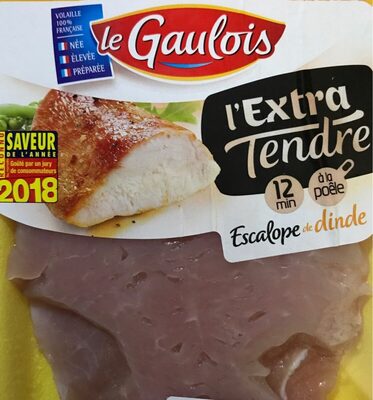 VOLAILLE
100%
FRANÇAISE
NÉE
ÉLEVÉE
PRÉPARÉE
le Gaulois
l'Extra
Tendre
12
min
à la
poêle
Escalope de dinde
RECONNU
SAVEUR
DE L'ANNÉE
Goûté par un jury
de consommateurs
2018